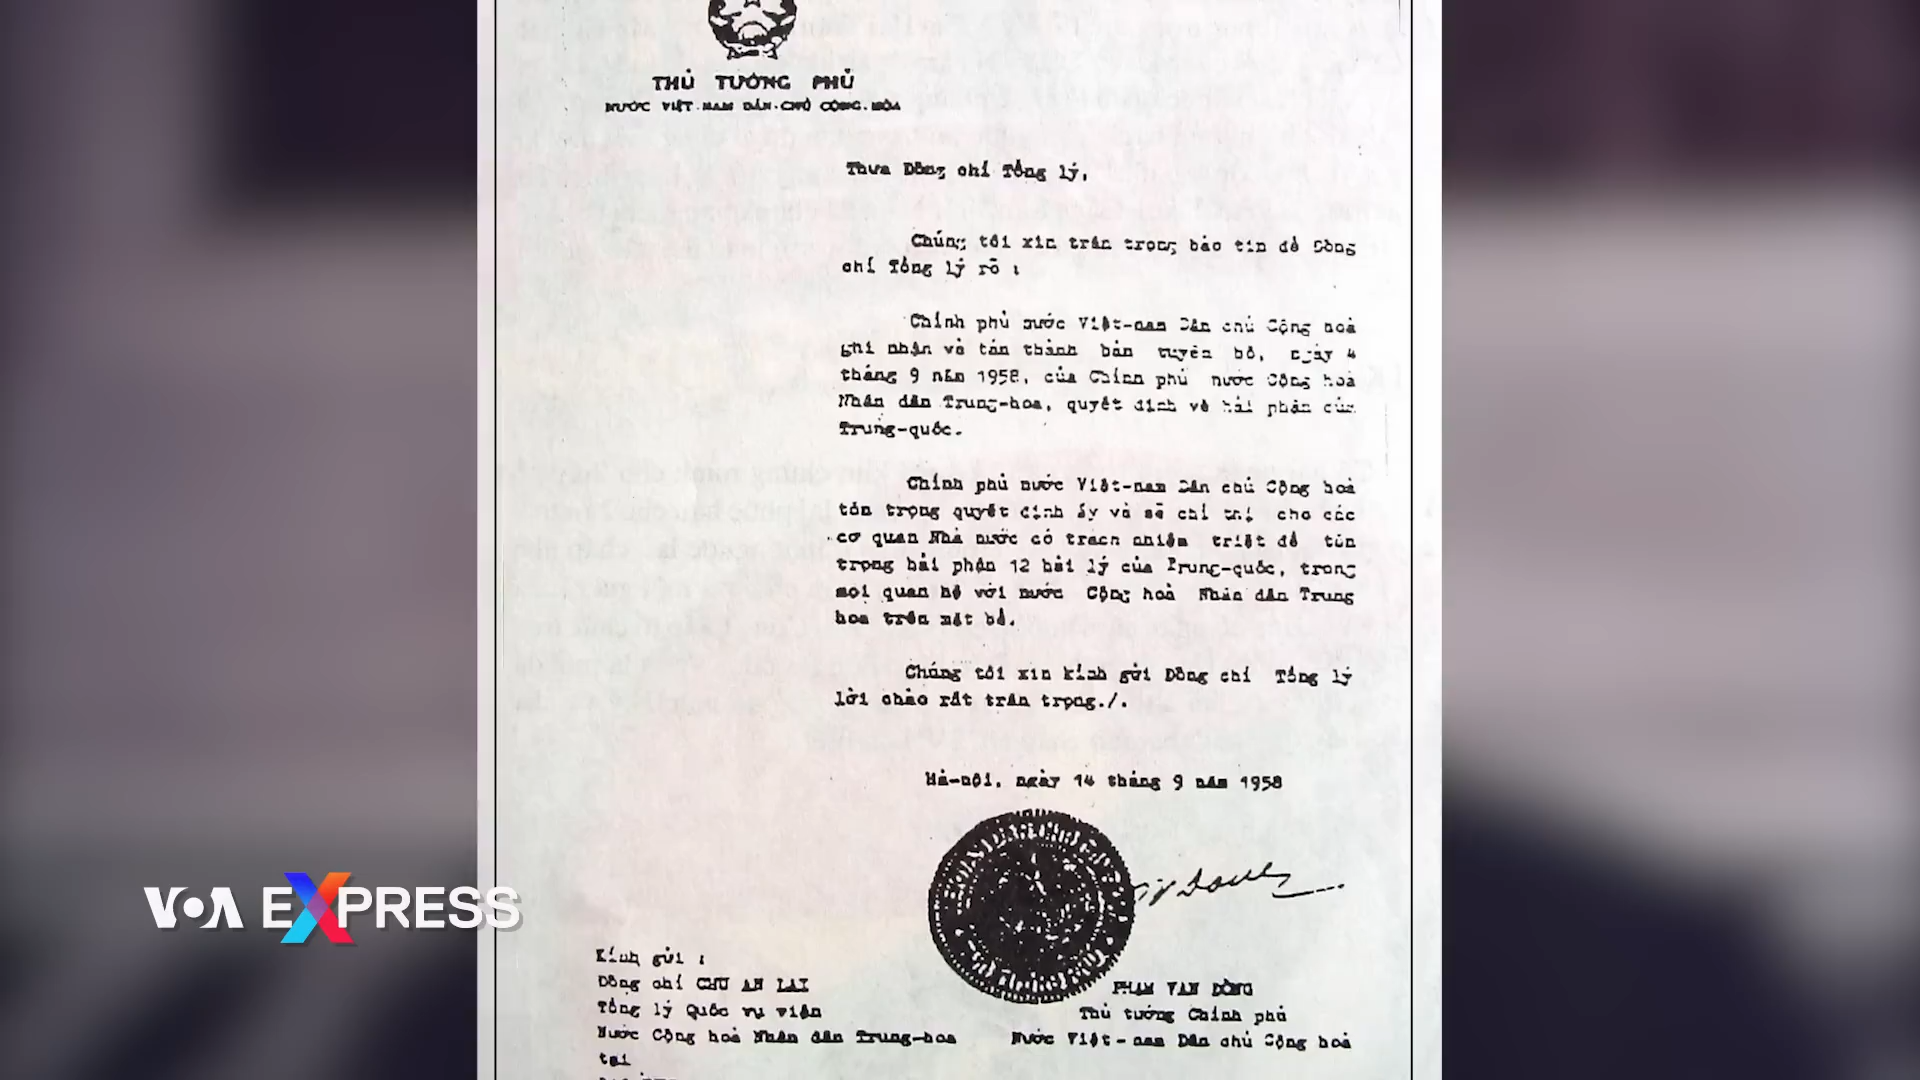 THỦ TƯỚNG PHỦ
NƯỚC VIỆT-NAM DÂN-CHỦ CỘNG-HÒA
Thưa Đồng chí Tổng lý,
Chúng tôi xin trân trọng báo tin để Đồng
chí Tổng lý rõ :
Chính phủ nước Việt-nam Dân chủ Cộng hoà
ghi nhận và tán thành bản tuyên bố, ngày 4
tháng 9 năm 1958, của Chính phủ nước Cộng hoà
Nhân dân Trung-hoa, quyết định về hải phận của
Trung-quốc.
Chính phủ nước Việt-nam Dân chủ Cộng hoà
tôn trọng quyết định ấy và sẽ chỉ thị cho các
cơ quan Nhà nước có trách nhiệm triệt để tôn
trọng hải phận 12 hải lý của Trung-quốc, trong
mọi quan hệ với nước Cộng hoà Nhân dân Trung
hoa trên mặt bể.
Chúng tôi xin kính gửi Đồng chí Tổng lý
lời chào rất trân trọng./.
Hà-nội, ngày 14 tháng 9 năm 1958
VOA EXPRESS
Kính gửi :
Đồng chí CHU AN LAI
Tổng lý Quốc vụ viện
Nước Cộng hoà Nhân dân Trung-hoa
tại
PHẠM VĂN ĐỒNG
Thủ tướng Chính phủ
Nước Việt-nam Dân chủ Cộng hoà